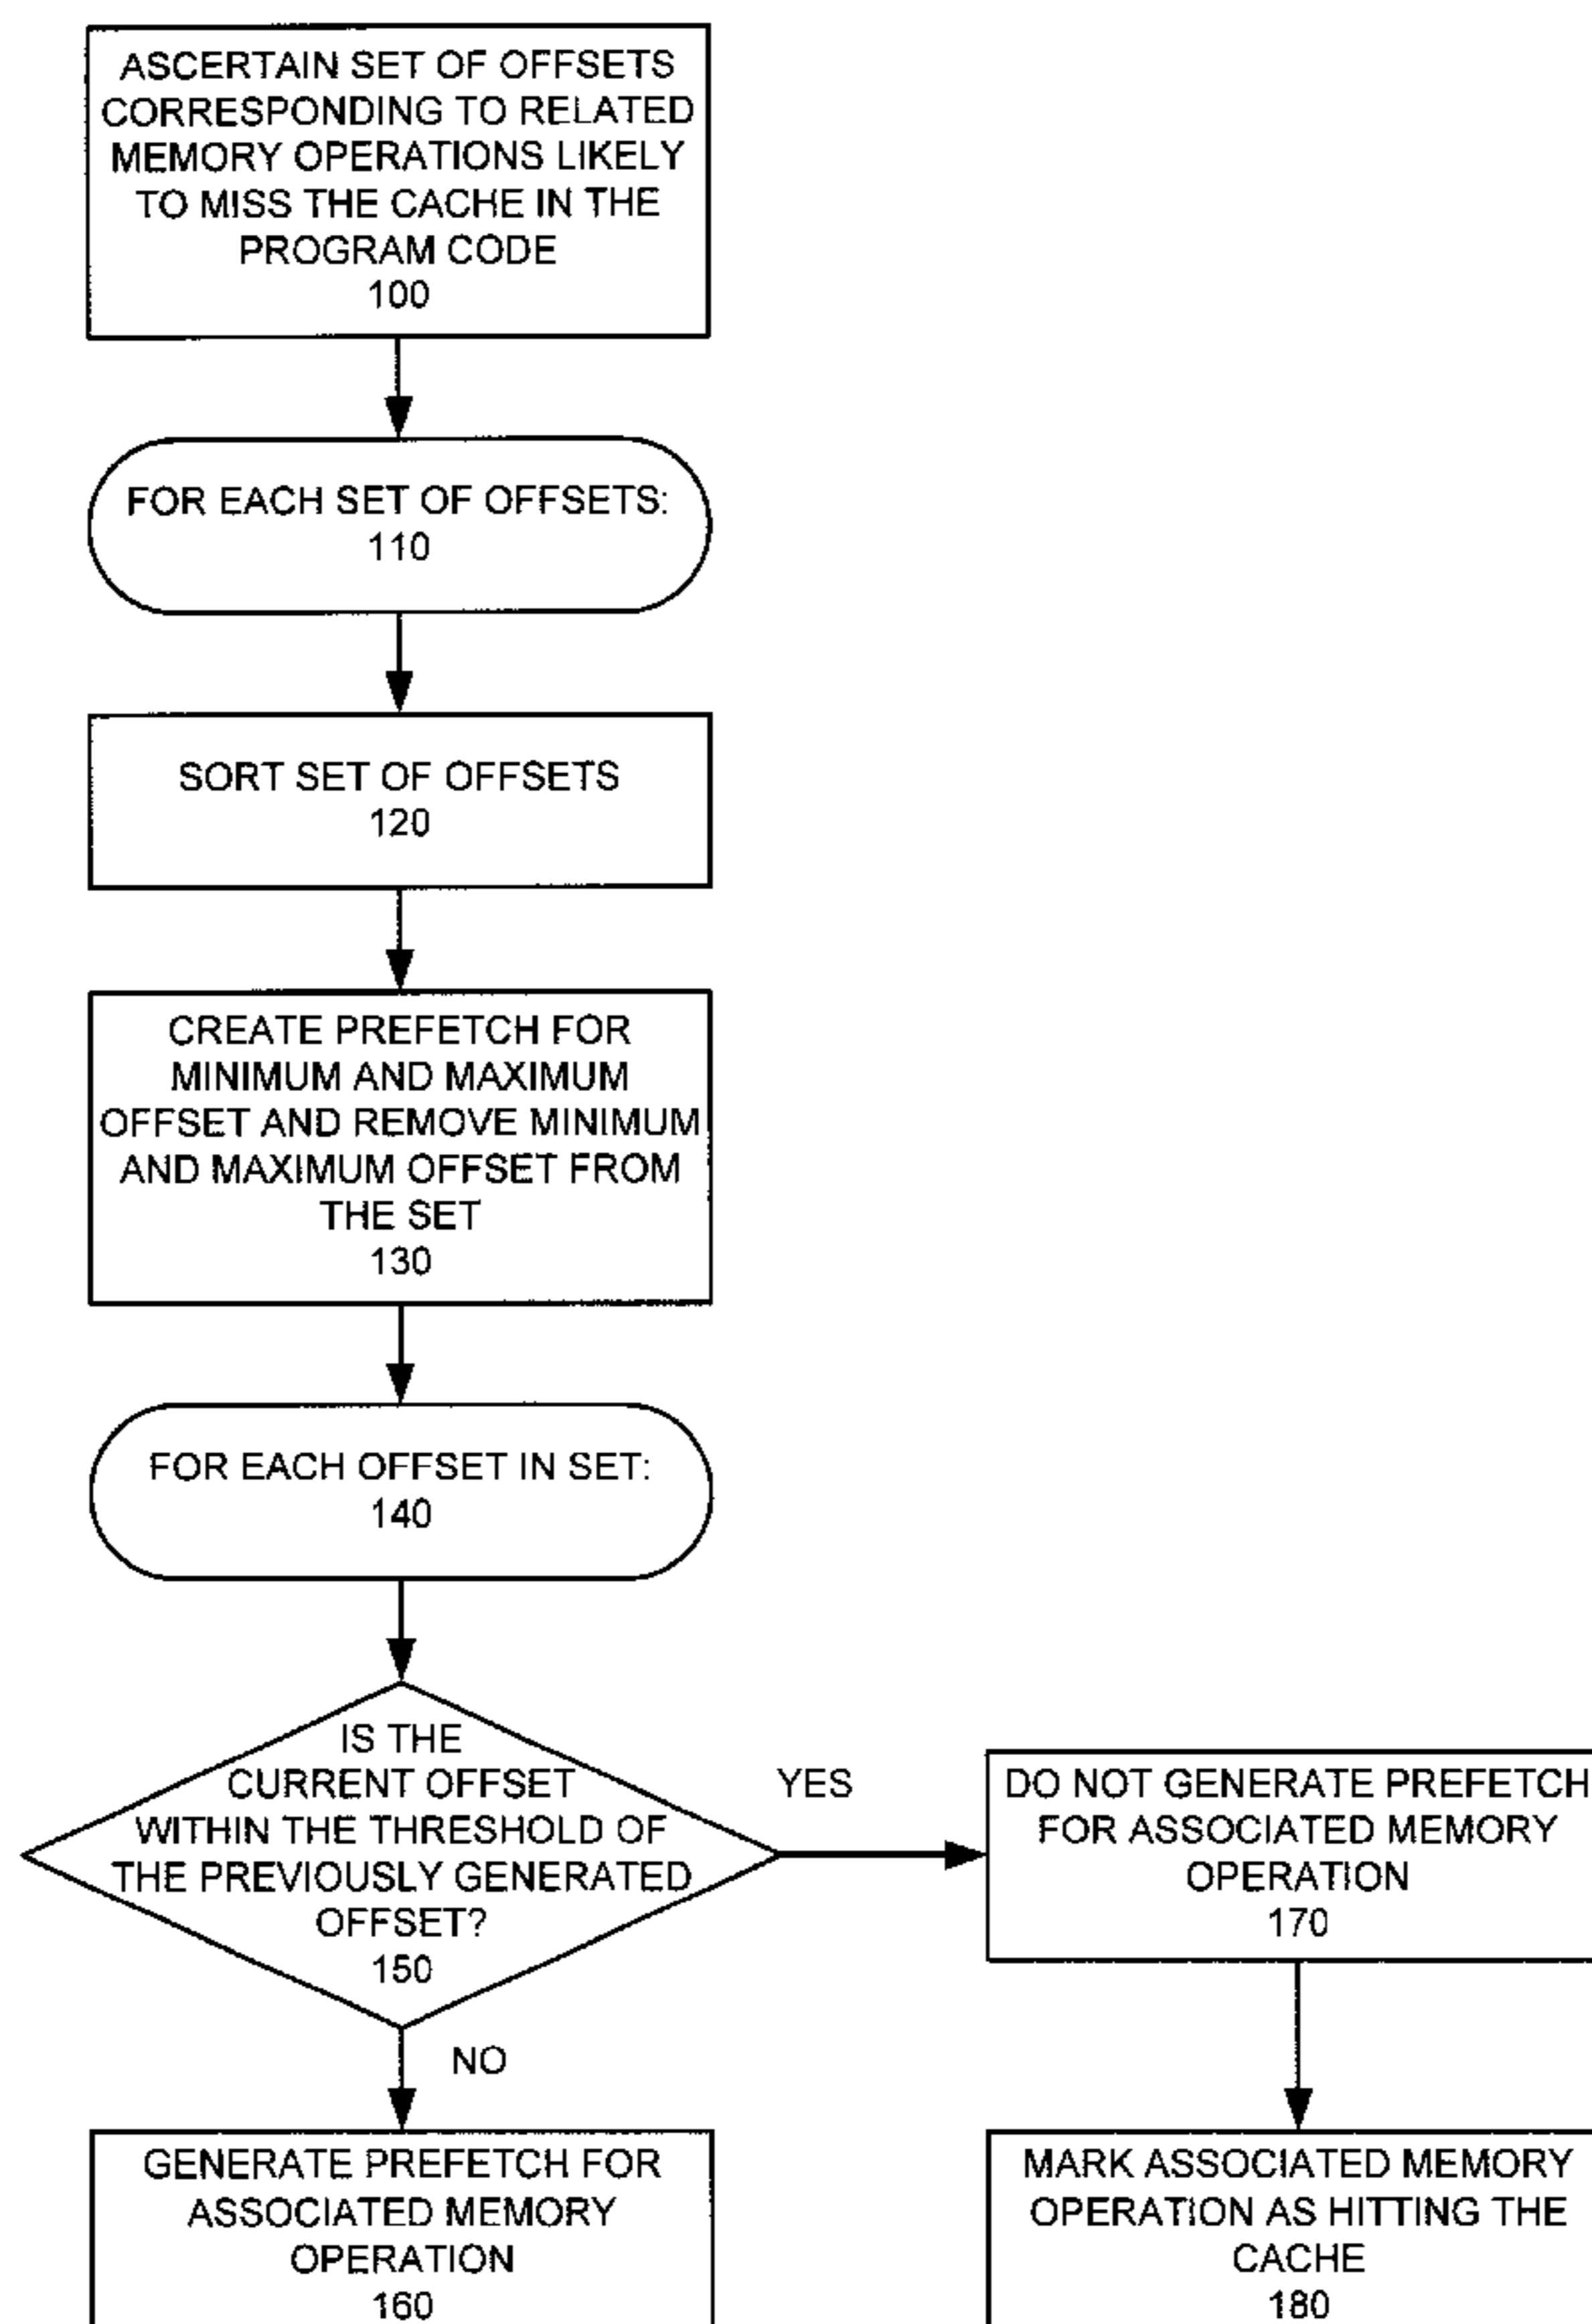 ASCERTAIN SET OF OFFSETS
CORRESPONDING TO RELATED
MEMORY OPERATIONS LIKELY
TO MISS THE CACHE IN THE
PROGRAM CODE
100
FOR EACH SET OF OFFSETS:
110
SORT SET OF OFFSETS
120
CREATE PREFETCH FOR
MINIMUM AND MAXIMUM
OFFSET AND REMOVE MINIMUM
AND MAXIMUM OFFSET FROM
THE SET
130
FOR EACH OFFSET IN SET:
140
IS THE
CURRENT OFFSET
WITHIN THE THRESHOLD OF
THE PREVIOUSLY GENERATED
OFFSET?
150
YES
DO NOT GENERATE PREFETCH
FOR ASSOCIATED MEMORY
OPERATION
170
NO
GENERATE PREFETCH FOR
ASSOCIATED MEMORY
OPERATION
160
MARK ASSOCIATED MEMORY
OPERATION AS HITTING THE
CACHE
180